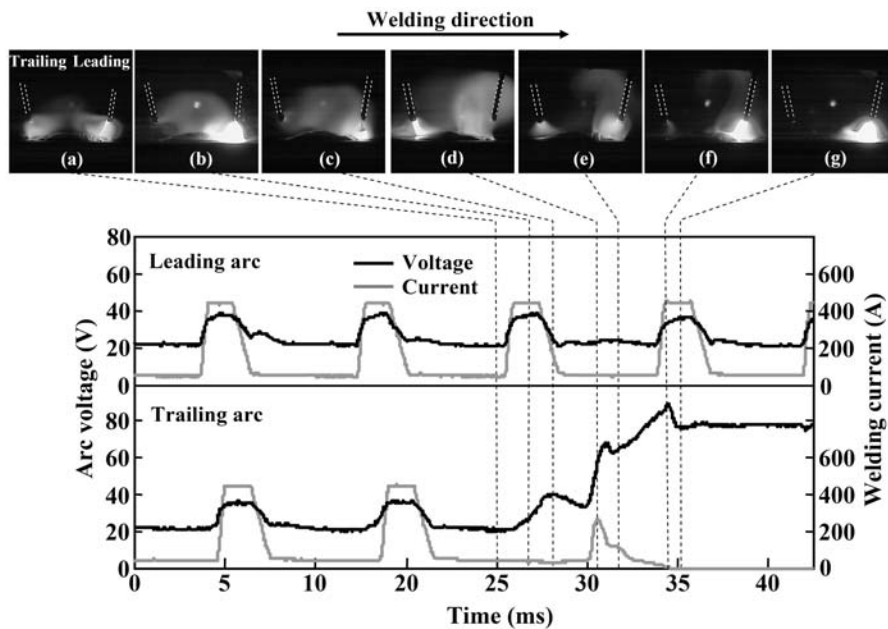 Welding direction
Trailing Leading
(a) (b) (c) (d) (e) (f) (g)
80
Leading arc
Voltage
Current
60
40
20
0
600
400
200
0
Arc voltage (V)
Welding current (A)
Trailing arc
80
60
40
20
0
600
400
200
0
0 5 10 15 20 25 30 35 40
Time (ms)